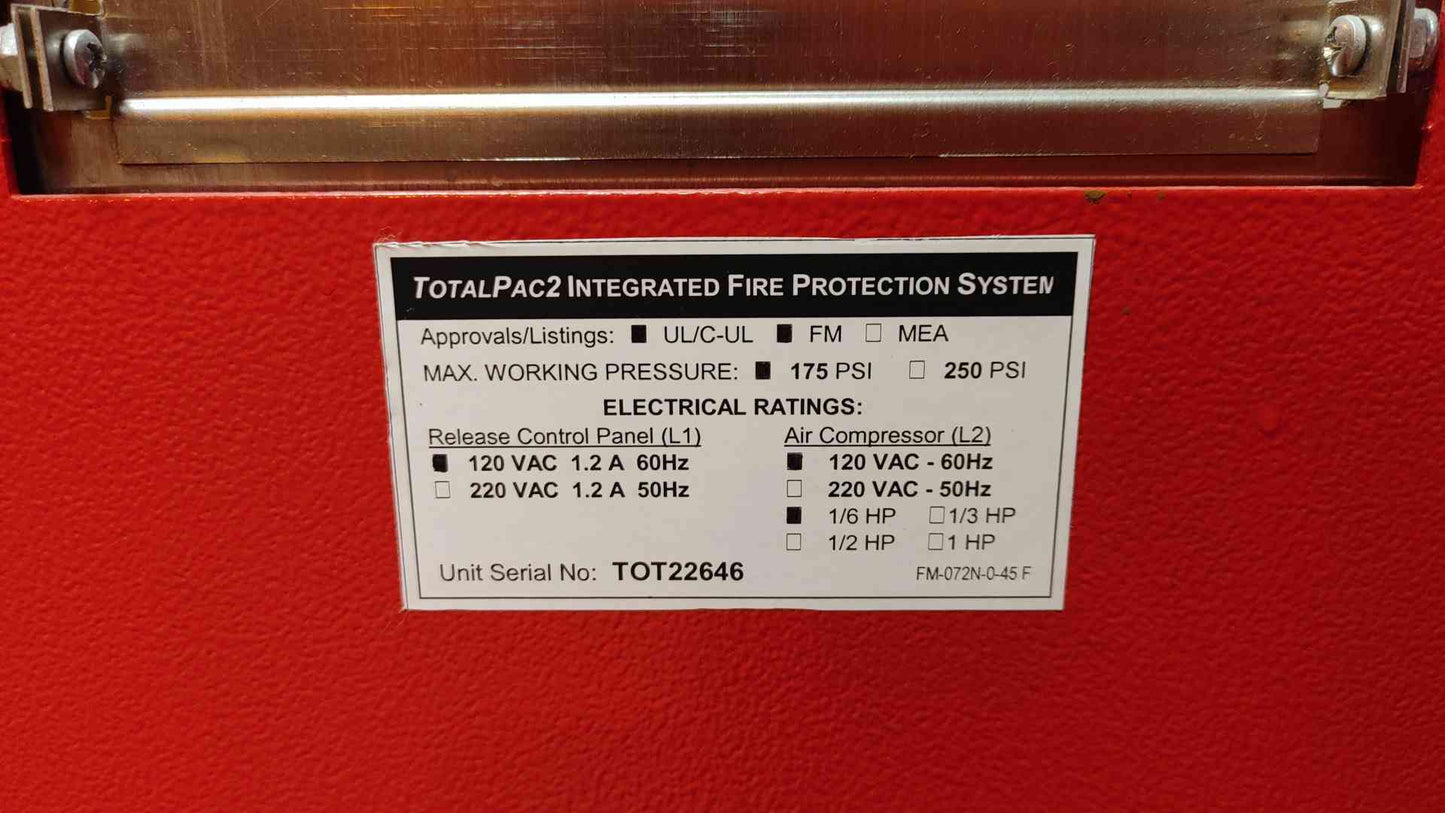 TOTALPAC2 INTEGRATED FIRE PROTECTION SYSTEM
Approvals/Listings: ■ UL/C-UL ■ FM □ MEA
MAX. WORKING PRESSURE: ■ 175 PSI □ 250 PSI
ELECTRICAL RATINGS:
Release Control Panel (L1)
■ 120 VAC 1.2 A 60Hz
□ 220 VAC 1.2 A 50Hz
Air Compressor (L2)
■ 120 VAC - 60Hz
□ 220 VAC - 50Hz
■ 1/6 HP □ 1/3 HP
□ 1/2 HP □ 1 HP
Unit Serial No: TOT22646
FM-072N-0-45 F